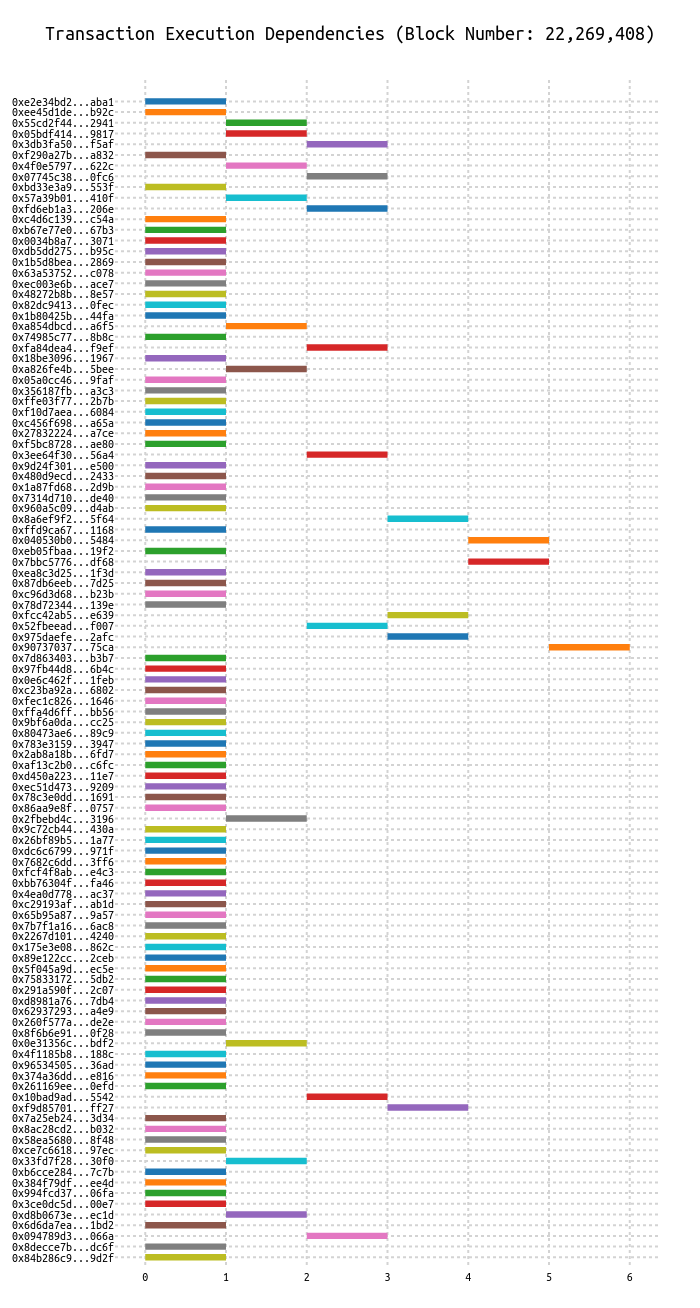 Transaction Execution Dependencies (Block Number: 22,269,408)
0xe2e34bd2...aba1
0xee45d1de...b92c
0x55cd2f44...2941
0x05bdf414...9817
0x3db3fa50...f5af
0xf290a27b...a832
0x4f0e5797...622c
0x07745c38...0fc6
0xbd33e3a9...553f
0x57a39b01...410f
0xfd6eb1a3...206e
0xc4d6c139...c54a
0xb67e77e0...67b3
0x0034b8a7...3071
0xdb5dd275...b95c
0x1b5d8bea...2869
0x63a53752...c078
0xec003e6b...ace7
0x48272b8b...8e57
0x82dc9413...0fec
0x1b80425b...44fa
0xa854dbcd...a6f5
0x74985c77...8b8c
0xfa84dea4...f9ef
0x18be3096...1967
0xa826fe4b...5bee
0x05a0cc46...9faf
0x356187fb...a3c3
0xffe03f77...2b7b
0xf10d7aea...6084
0xc456f698...a65a
0x27832224...a7ce
0xf5bc8728...ae80
0x3ee64f30...56a4
0x9d24f301...e500
0x480d9ecd...2433
0x1a87fd68...2d9b
0x7314d710...de40
0x960a5c09...d4ab
0x8a6ef9f2...5f64
0xffd9ca67...1168
0x040530b0...5484
0xeb05fbaa...19f2
0x7bbc5776...df68
0xea8c3d25...1f3d
0x87db6eeb...7d25
0xc96d3d68...b23b
0x78d72344...139e
0xfcc42ab5...e639
0x52fbeead...f007
0x975daefe...2afc
0x90737037...75ca
0x7d863403...b3b7
0x97fb44d8...6b4c
0x0e6c462f...1feb
0xc23ba92a...6802
0xfec1c826...1646
0xffa4d6ff...bb56
0x9bf6a0da...cc25
0x80473ae6...89c9
0x783e3159...3947
0x2ab8a18b...6fd7
0xaf13c2b0...c6fc
0xd450a223...11e7
0xec51d473...9209
0x78c3e0dd...1691
0x86aa9e8f...0757
0x2fbebd4c...3196
0x9c72cb44...430a
0x26bf89b5...1a77
0xdc6c6799...971f
0x7682c6dd...3ff6
0xfcf4f8ab...e4c3
0xbb76304f...fa46
0x4ea0d778...ac37
0xc29193af...ab1d
0x65b95a87...9a57
0x7b7f1a16...6ac8
0x2267d101...4240
0x175e3e08...862c
0x89e122cc...2ceb
0x5f045a9d...ec5e
0x75833172...5db2
0x291a590f...2c07
0xd8981a76...7db4
0x62937293...a4e9
0x260f577a...de2e
0x8f6b6e91...0f28
0x0e31356c...bdf2
0x4f1185b8...188c
0x96534505...36ad
0x374a36dd...e816
0x261169ee...0efd
0x10bad9ad...5542
0xf9d85701...ff27
0x7a25eb24...3d34
0x8ac28cd2...b032
0x58ea5680...8f48
0xce7c6618...97ec
0x33fd7f28...30f0
0xb6cce284...7c7b
0x384f79df...ee4d
0x994fcd37...06fa
0x3ce0dc5d...00e7
0xd8b0673e...ec1d
0x6d6da7ea...1bd2
0x094789d3...066a
0x8decce7b...dc6f
0x84b286c9...9d2f
0 1 2 3 4 5 6